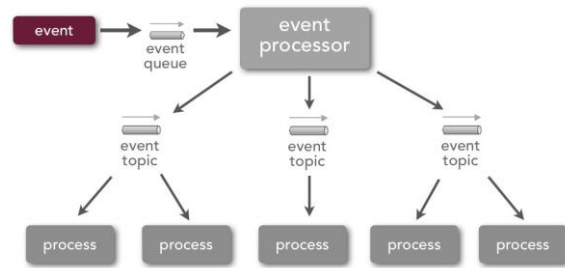 event
event
queue
event
processor
event
topic
event
topic
event
topic
process
process
process
process
process